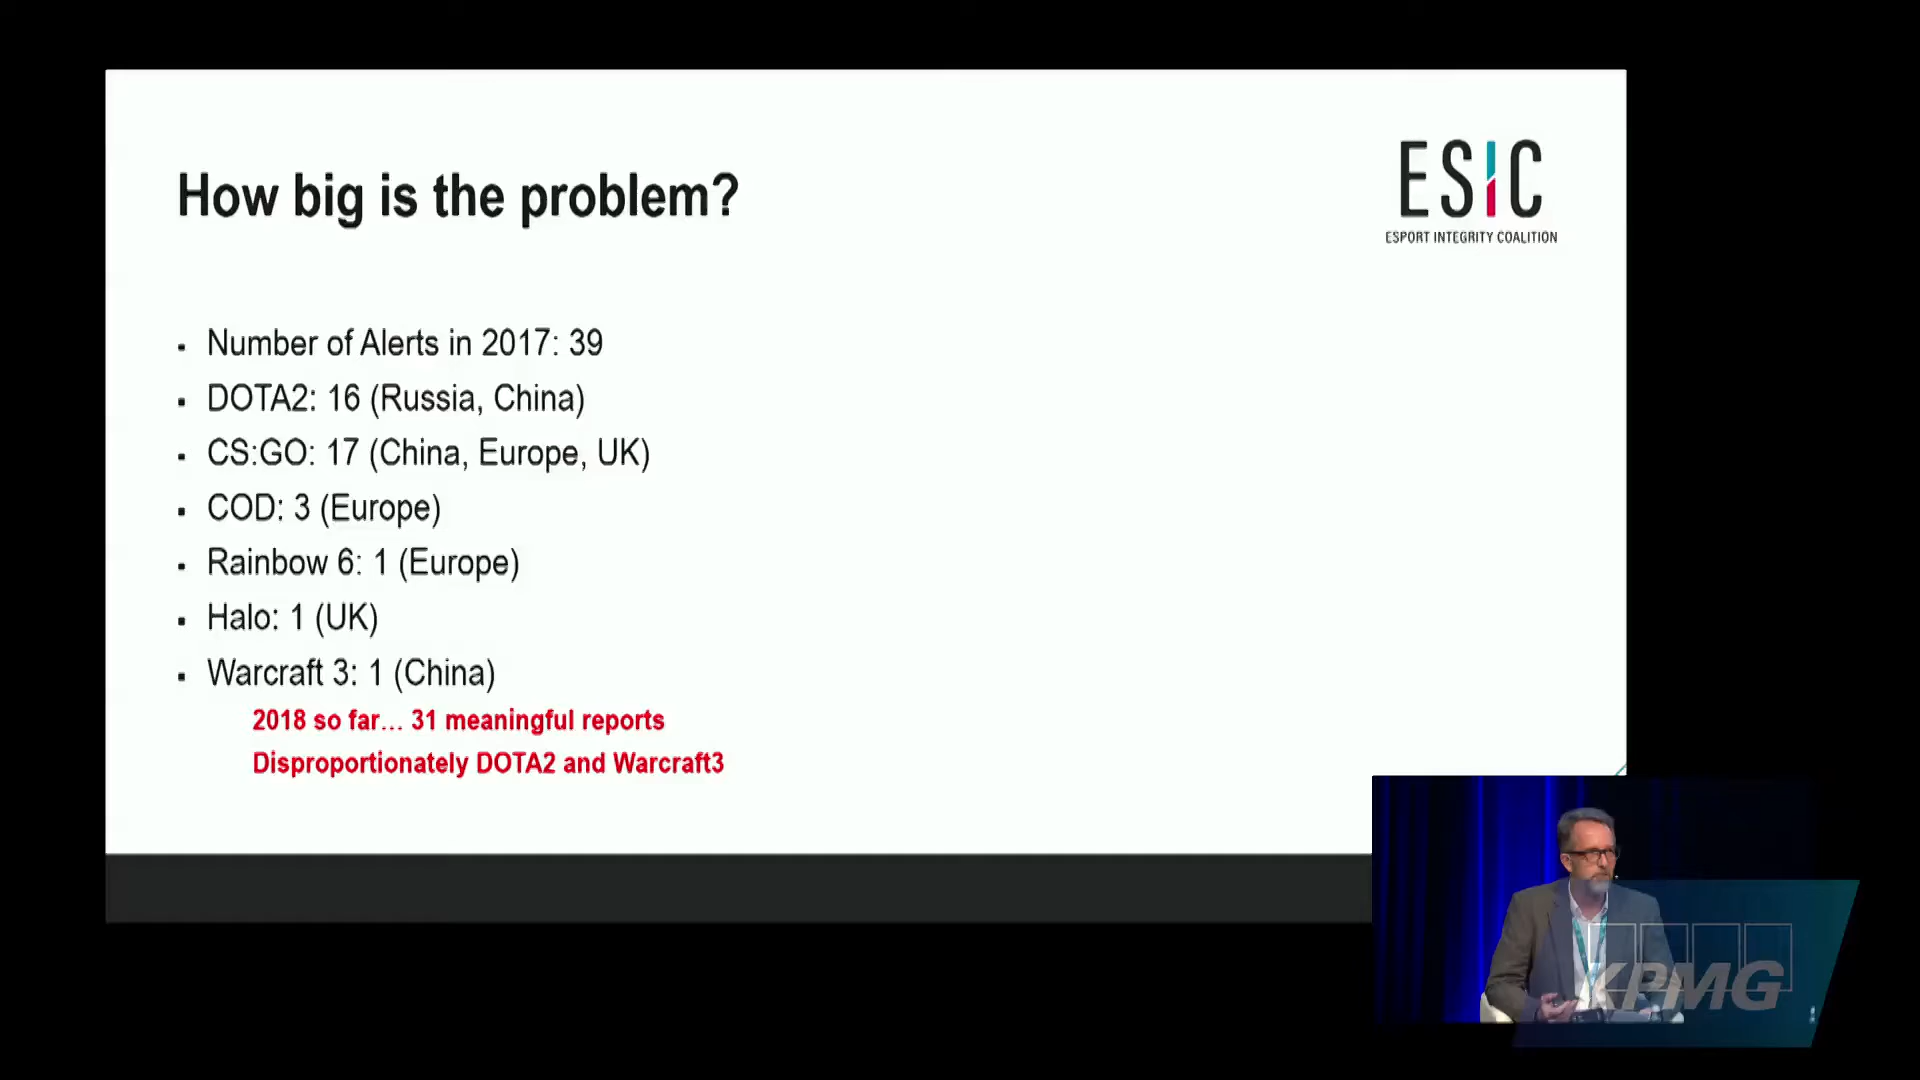 How big is the problem?
ESIC
ESPORT INTEGRITY COALITION
Number of Alerts in 2017: 39
DOTA2: 16 (Russia, China)
CS:GO: 17 (China, Europe, UK)
COD: 3 (Europe)
Rainbow 6: 1 (Europe)
Halo: 1 (UK)
Warcraft 3: 1 (China)
2018 so far... 31 meaningful reports
Disproportionately DOTA2 and Warcraft3
KPMG